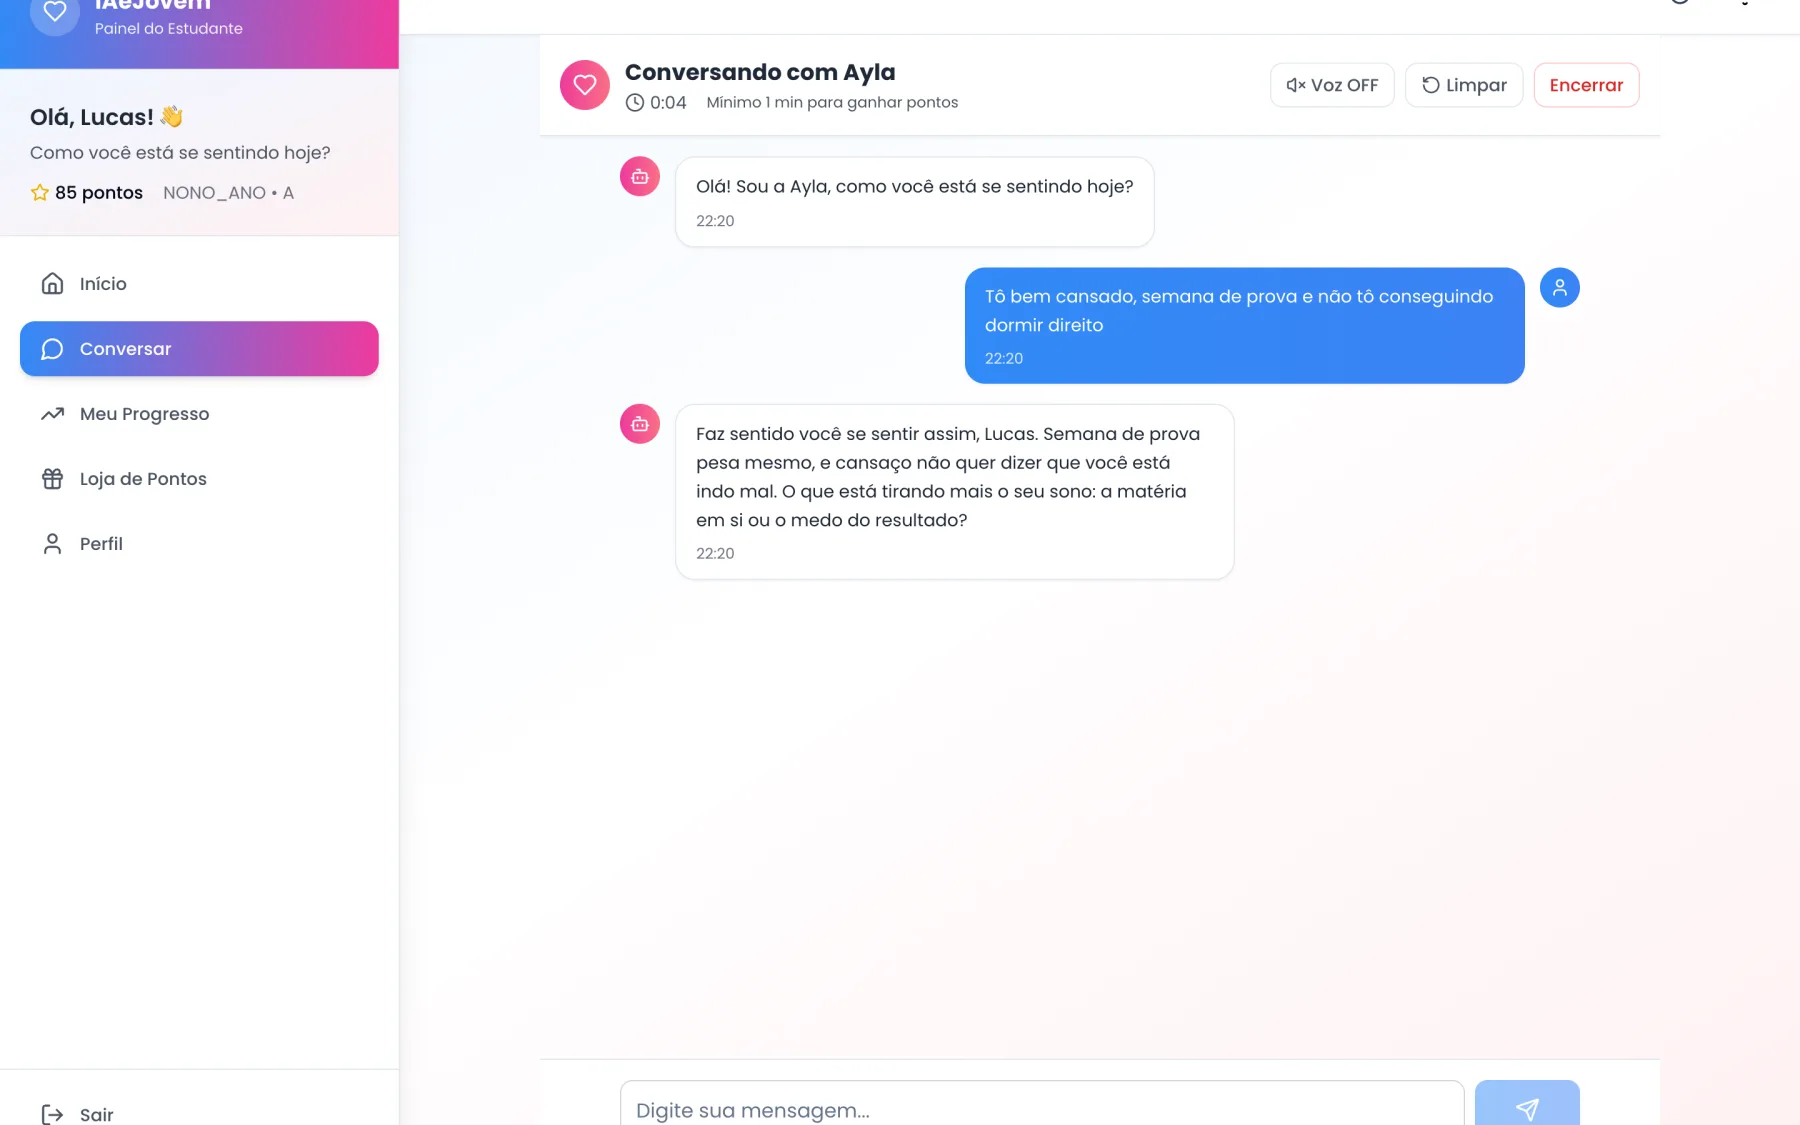 IAeJovem
Painel do Estudante
Olá, Lucas! 👋
Como você está se sentindo hoje?
85 pontos NONO_ANO • A
Início
Conversar
Meu Progresso
Loja de Pontos
Perfil
Sair
Conversando com Ayla
0:04 Mínimo 1 min para ganhar pontos
Voz OFF
Limpar
Encerrar
Olá! Sou a Ayla, como você está se sentindo hoje?
22:20
Tô bem cansado, semana de prova e não tô conseguindo
dormir direito
22:20
Faz sentido você se sentir assim, Lucas. Semana de prova
pesa mesmo, e cansaço não quer dizer que você está
indo mal. O que está tirando mais o seu sono: a matéria
em si ou o medo do resultado?
22:20
Digite sua mensagem...